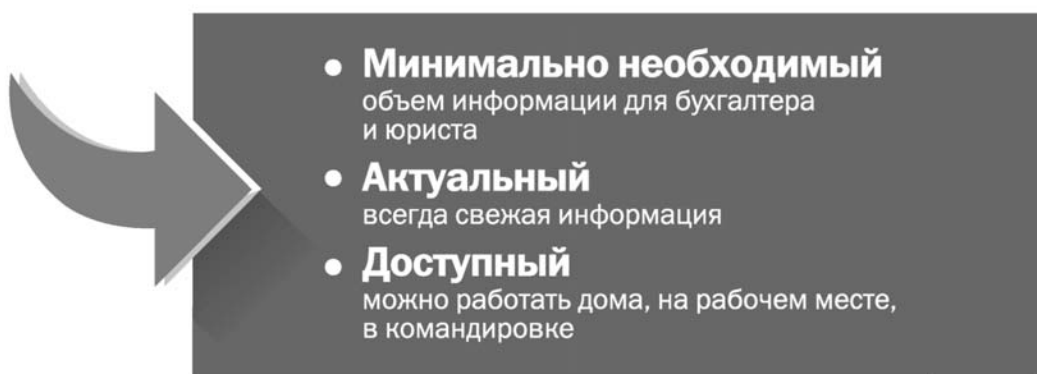 • Минимально необходимый
объем информации для бухгалтера
и юриста
• Актуальный
всегда свежая информация
• Доступный
можно работать дома, на рабочем месте,
в командировке